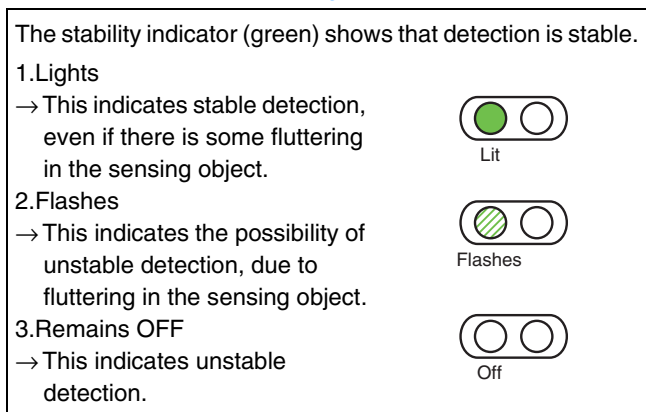 The stability indicator (green) shows that detection is stable.
1.Lights
→This indicates stable detection,
even if there is some fluttering
in the sensing object.
Lit
2.Flashes
→This indicates the possibility of
unstable detection, due to
fluttering in the sensing object.
Flashes
3.Remains OFF
→This indicates unstable
detection.
Off